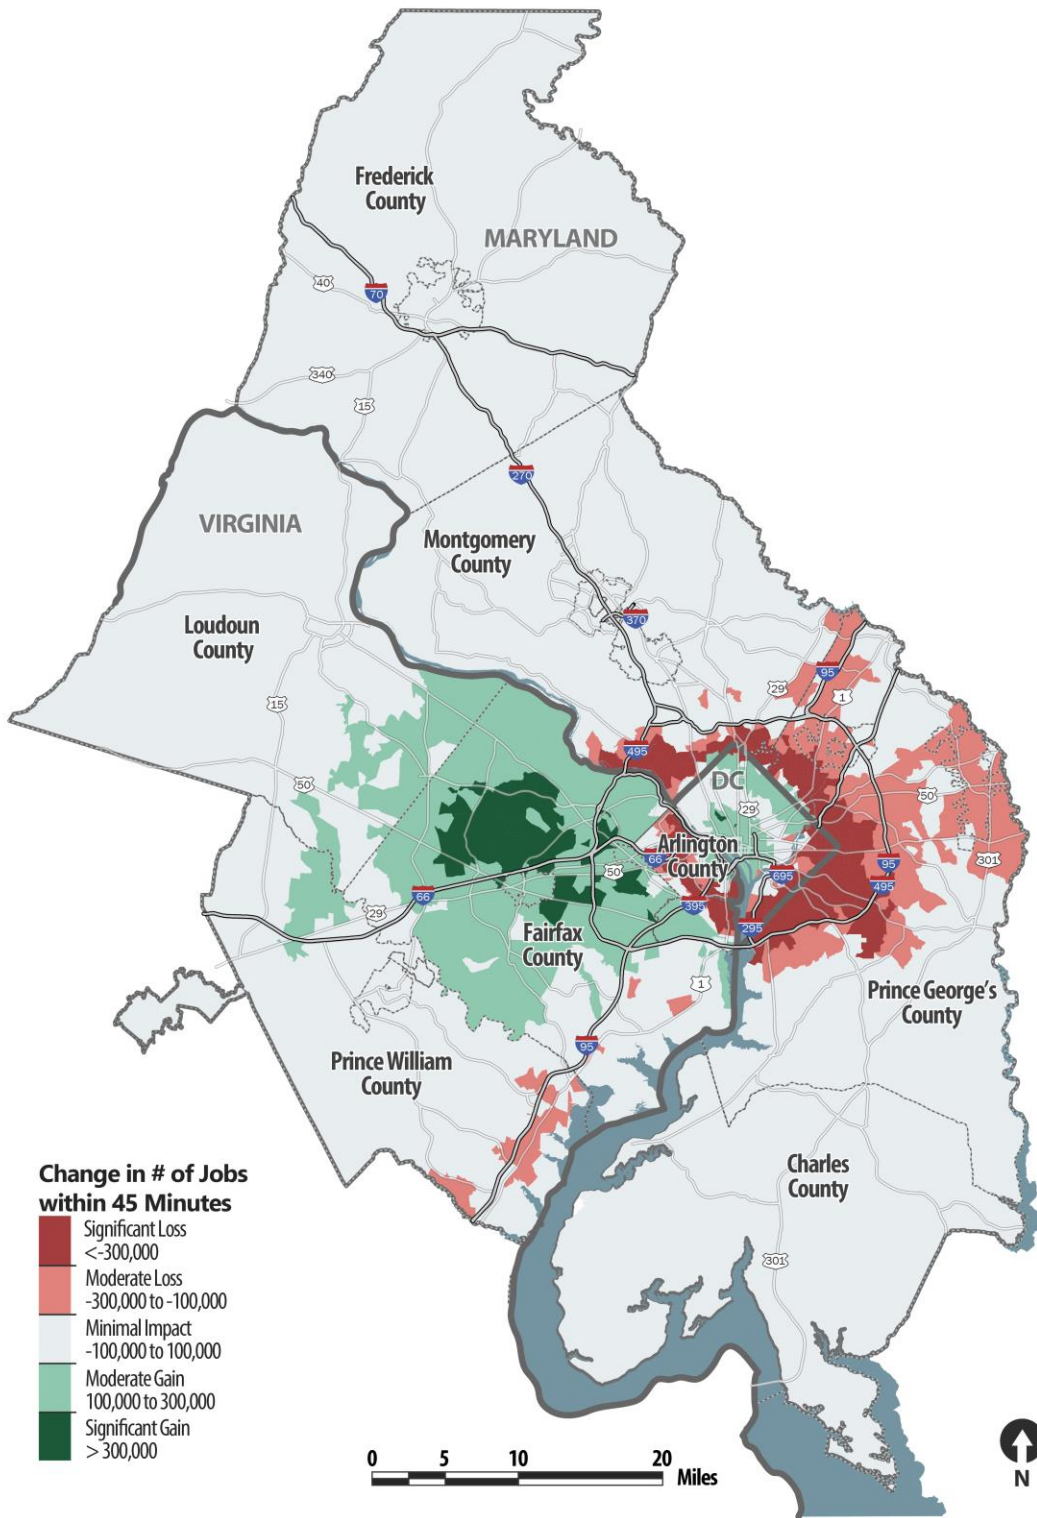 Frederick
County
MARYLAND
40
70
340
15
270
VIRGINIA
Montgomery
County
370
Loudoun
County
95
29
1
15
495
DC
50
29
50
Arlington
County
301
66
50
95
695
495
66
395
29
295
Fairfax
County
1
Prince George's
County
95
Prince William
County
Charles
County
301
Change in # of Jobs
within 45 Minutes
Significant Loss
<-300,000
Moderate Loss
-300,000 to -100,000
Minimal Impact
-100,000 to 100,000
Moderate Gain
100,000 to 300,000
Significant Gain
> 300,000
0 5 10 20 Miles
N